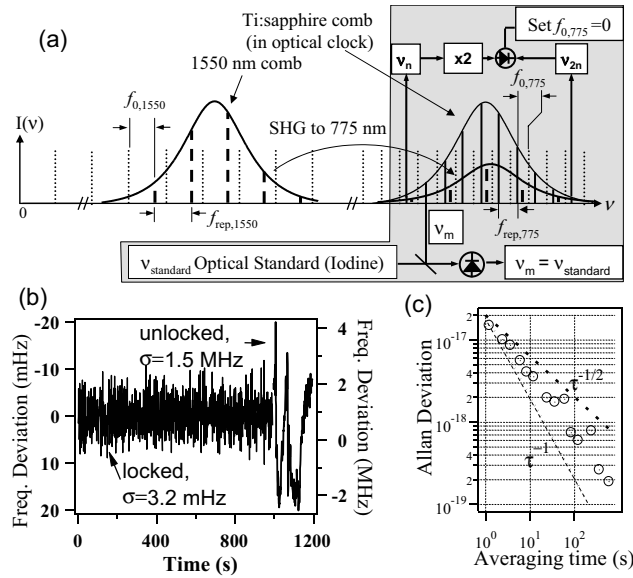 (a)
Ti:sapphire comb
(in optical clock)
1550 nm comb
Set f0,775=0
νn
x2
ν2n
f0,1550
f0,775
I(ν)
SHG to 775 nm
0
frep,1550
νm
frep,775
ν
νstandard Optical Standard (Iodine)
νm = νstandard
(b)
Freq. Deviation (mHz)
-20
-10
0
10
20
unlocked,
σ=1.5 MHz
locked,
σ=3.2 mHz
4
2
0
-2
Freq. Deviation
(MHz)
0 400 800 1200
Time (s)
(c)
Allan Deviation
2
10-17
2
10-18
2
10-19
τ-1/2
τ-1
100 101 102
Averaging time (s)